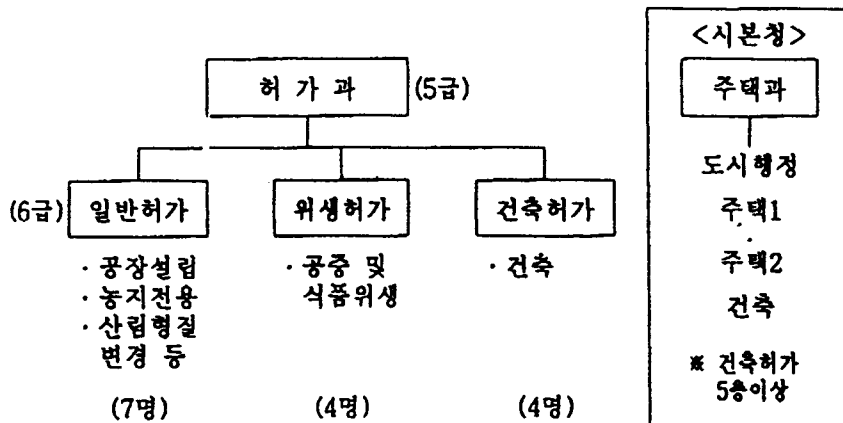 허 가 과 (5급)
(6급) 일반허가
· 공장설립
· 농지전용
· 산림형질
변경 등
(7명)
위생허가
· 공중 및
식품위생
(4명)
건축허가
· 건축
(4명)
<시본청>
주택과
도시행정
주택1
주택2
건축
※ 건축허가
5층이상